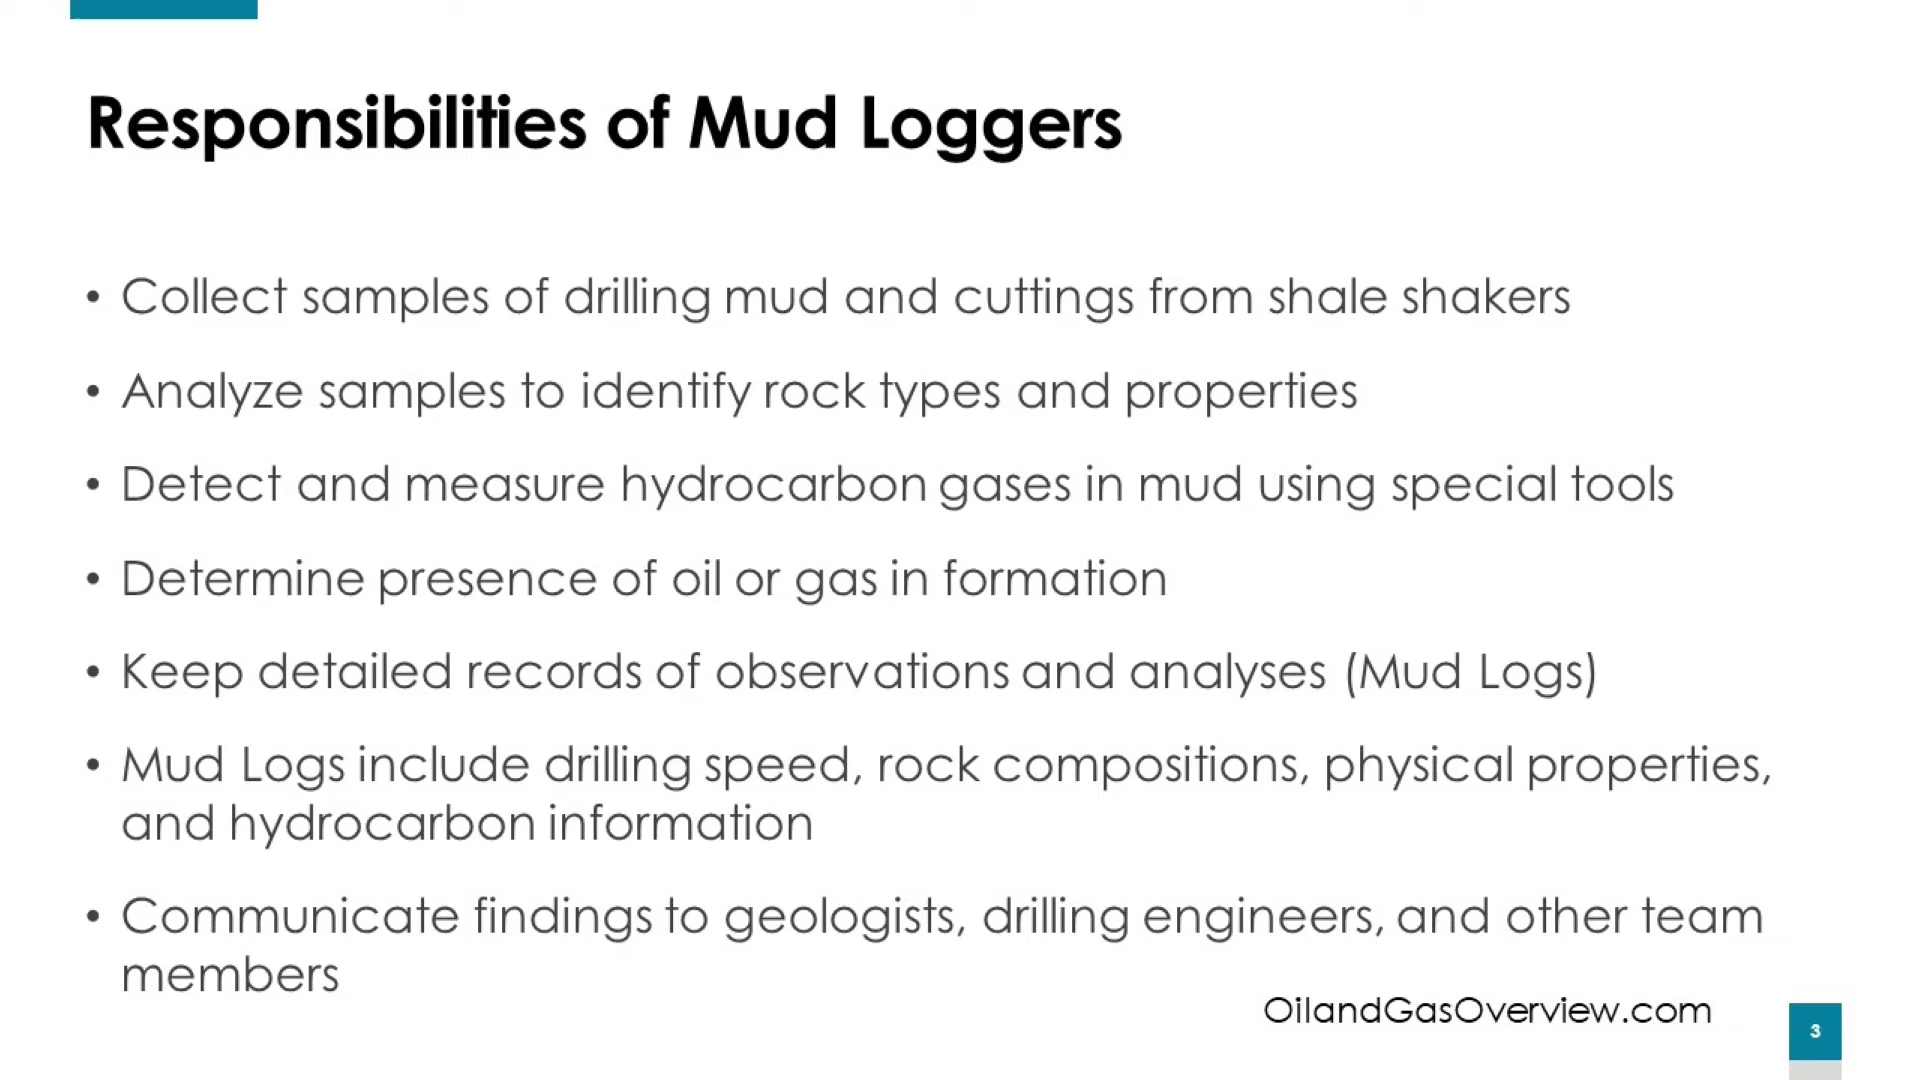 Responsibilities of Mud Loggers
• Collect samples of drilling mud and cuttings from shale shakers
• Analyze samples to identify rock types and properties
• Detect and measure hydrocarbon gases in mud using special tools
• Determine presence of oil or gas in formation
• Keep detailed records of observations and analyses (Mud Logs)
• Mud Logs include drilling speed, rock compositions, physical properties,
and hydrocarbon information
• Communicate findings to geologists, drilling engineers, and other team
members
OilandGasOverview.com
3